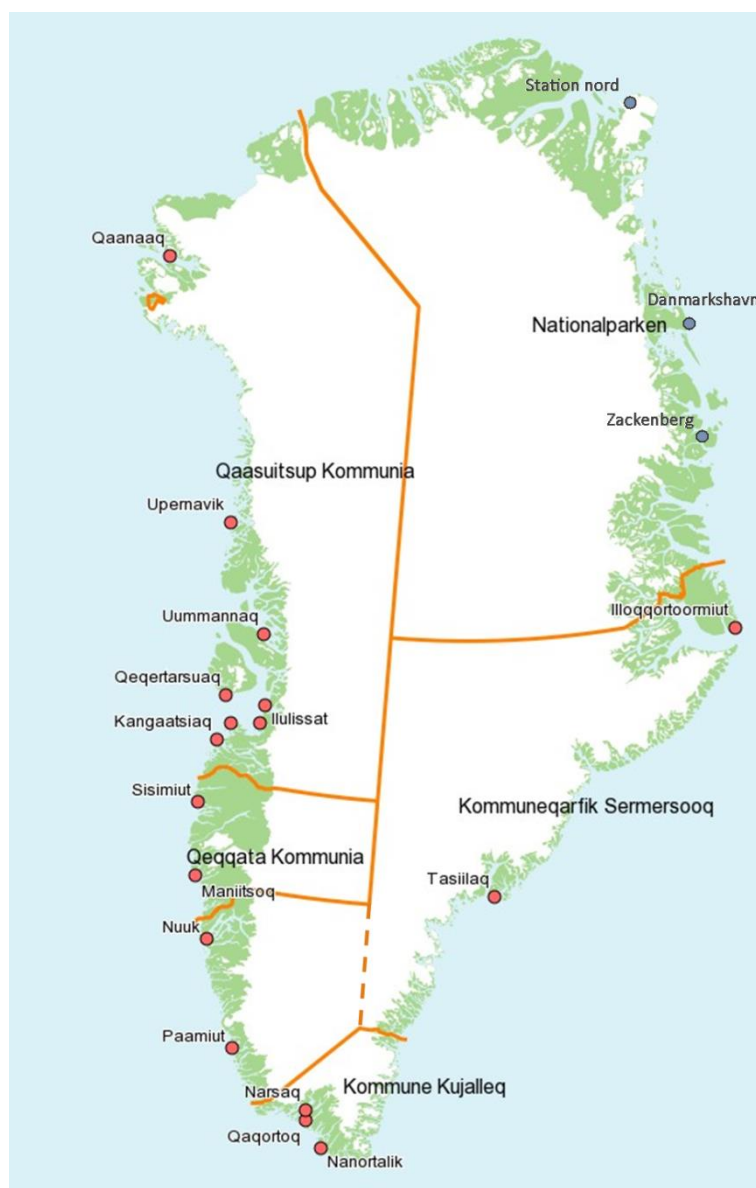 Station nord
Qaanaaq
Danmarkshavn
Nationalparken
Zackenberg
Qaasuitsup Kommunia
Upernavik
Illoqqortoormiut
Uummannaq
Qeqertarsuaq
Kangaatsiaq
Ilulissat
Sisimiut
Kommuneqarfik Sermersooq
Qeqqata Kommunia
Tasiilaq
Maniitsoq
Nuuk
Paamiut
Kommune Kujalleq
Narsaq
Qaqortoq
Nanortalik